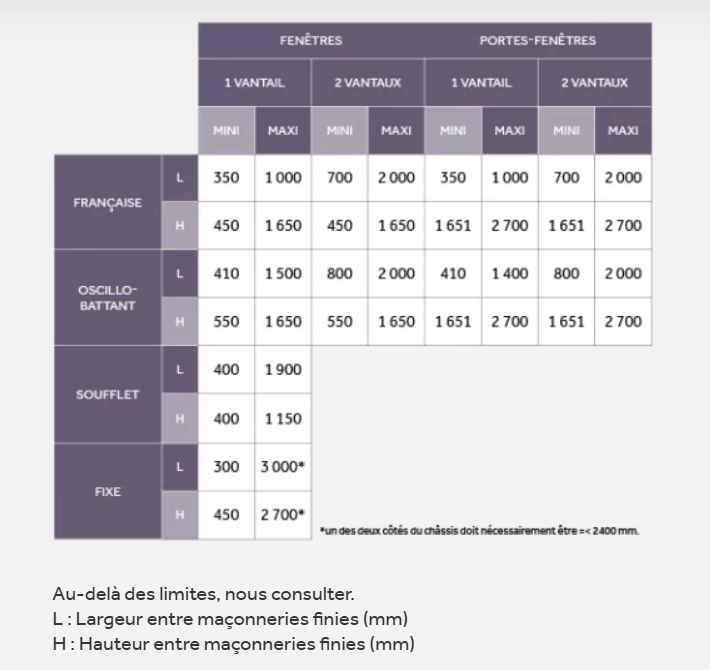 FENÊTRES PORTES-FENÊTRES
1 VANTAIL 2 VANTAUX 1 VANTAIL 2 VANTAUX
MINI MAXI MINI MAXI MINI MAXI MINI MAXI
FRANÇAISE
L 350 1 000 700 2 000 350 1 000 700 2 000
H 450 1 650 450 1 650 1 651 2 700 1 651 2 700
OSCILLO-
BATTANT
L 410 1 500 800 2 000 410 1 400 800 2 000
H 550 1 650 550 1 650 1 651 2 700 1 651 2 700
SOUFFLET
L 400 1 900
H 400 1 150
FIXE
L 300 3 000*
H 450 2 700*
*un des deux côtés du châssis doit nécessairement être =< 2400 mm.
Au-delà des limites, nous consulter.
L : Largeur entre maçonneries finies (mm)
H : Hauteur entre maçonneries finies (mm)